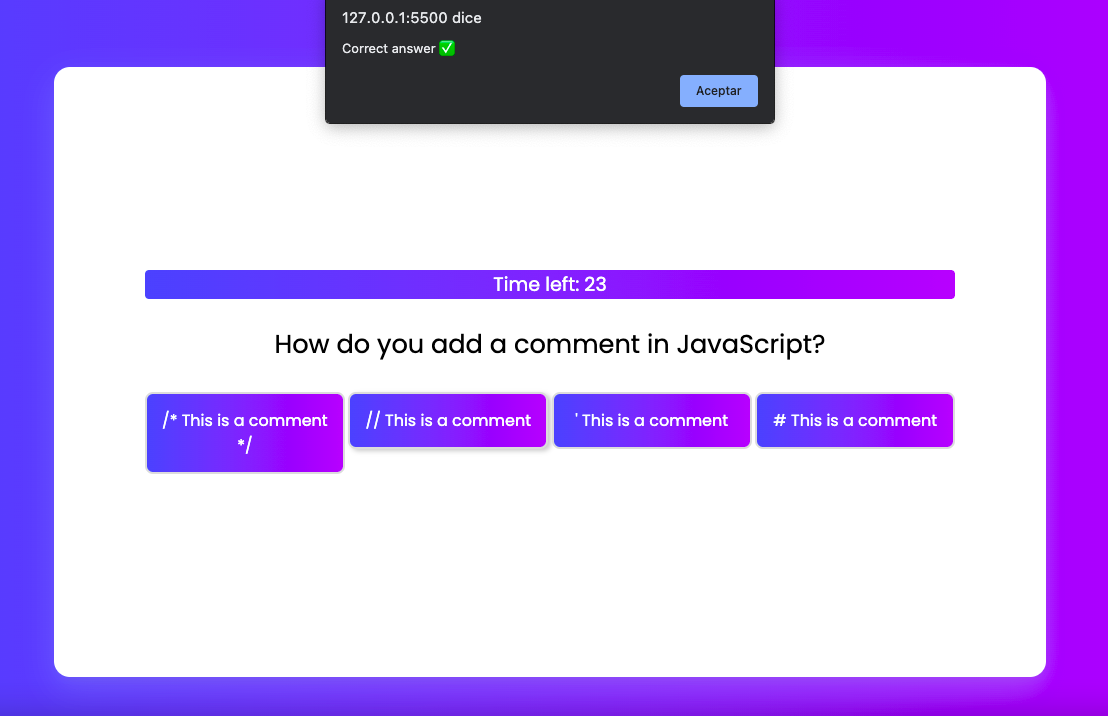 127.0.0.1:5500 dice
Correct answer ✅
Aceptar
Time left: 23
How do you add a comment in JavaScript?
/* This is a comment
*/
// This is a comment
' This is a comment
# This is a comment